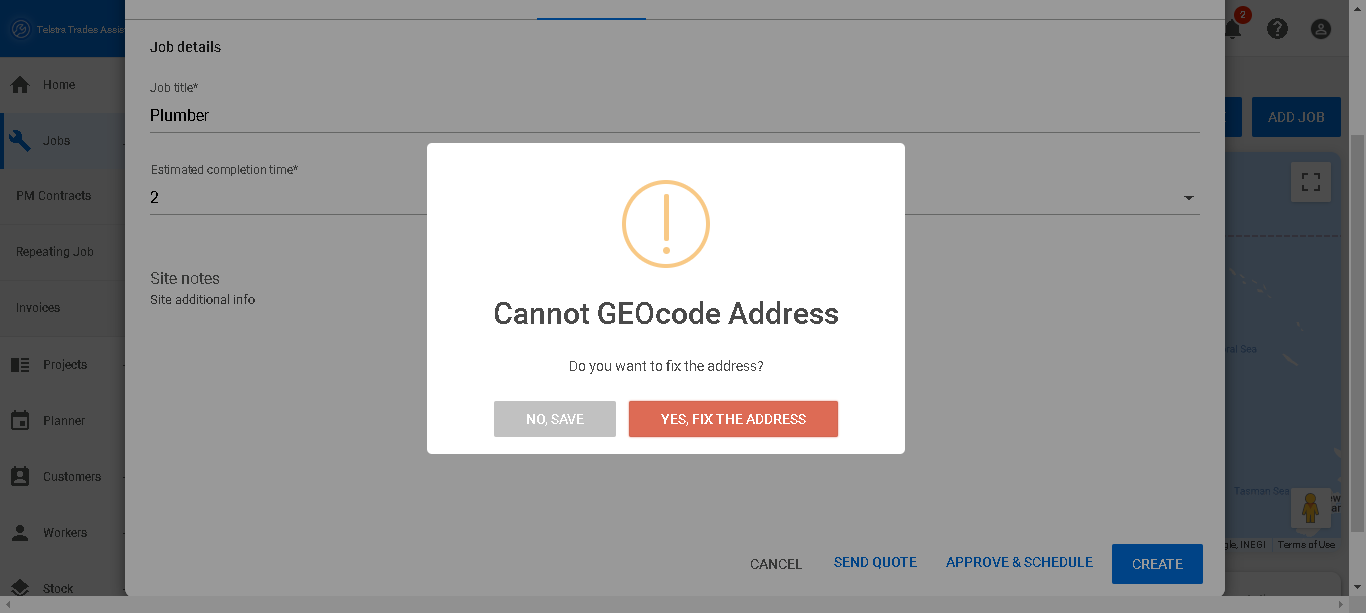 Telstra Trades Assis
2
Home
Jobs
PM Contracts
Repeating Job
Invoices
Projects
Planner
Customers
Workers
Stock
Job details
Job title*
Plumber
Estimated completion time*
2
Site notes
Site additional info
Cannot GEOcode Address
Do you want to fix the address?
NO, SAVE
YES, FIX THE ADDRESS
CANCEL
SEND QUOTE
APPROVE & SCHEDULE
CREATE
ADD JOB
Sea
Tasman Sea
INEGI
Terms of Use